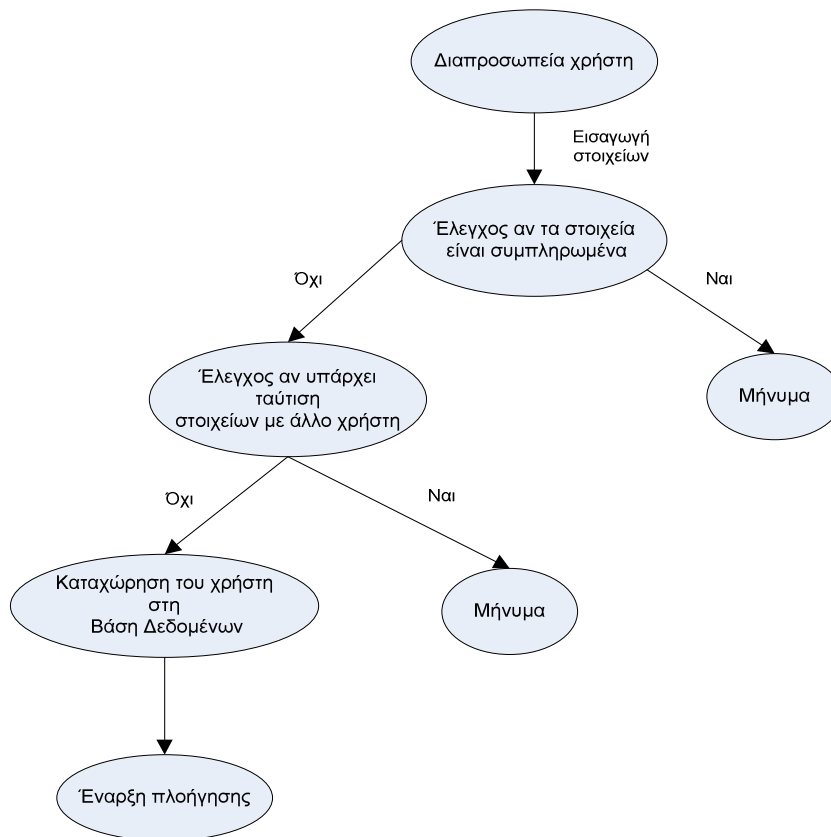 Διαπροσωπεία χρήστη
Εισαγωγή
στοιχείων
Έλεγχος αν τα στοιχεία
είναι συμπληρωμένα
Όχι
Ναι
Έλεγχος αν υπάρχει
ταύτιση
στοιχείων με άλλο χρήστη
Μήνυμα
Όχι
Ναι
Καταχώρηση του χρήστη
στη
Βάση Δεδομένων
Μήνυμα
Έναρξη πλοήγησης